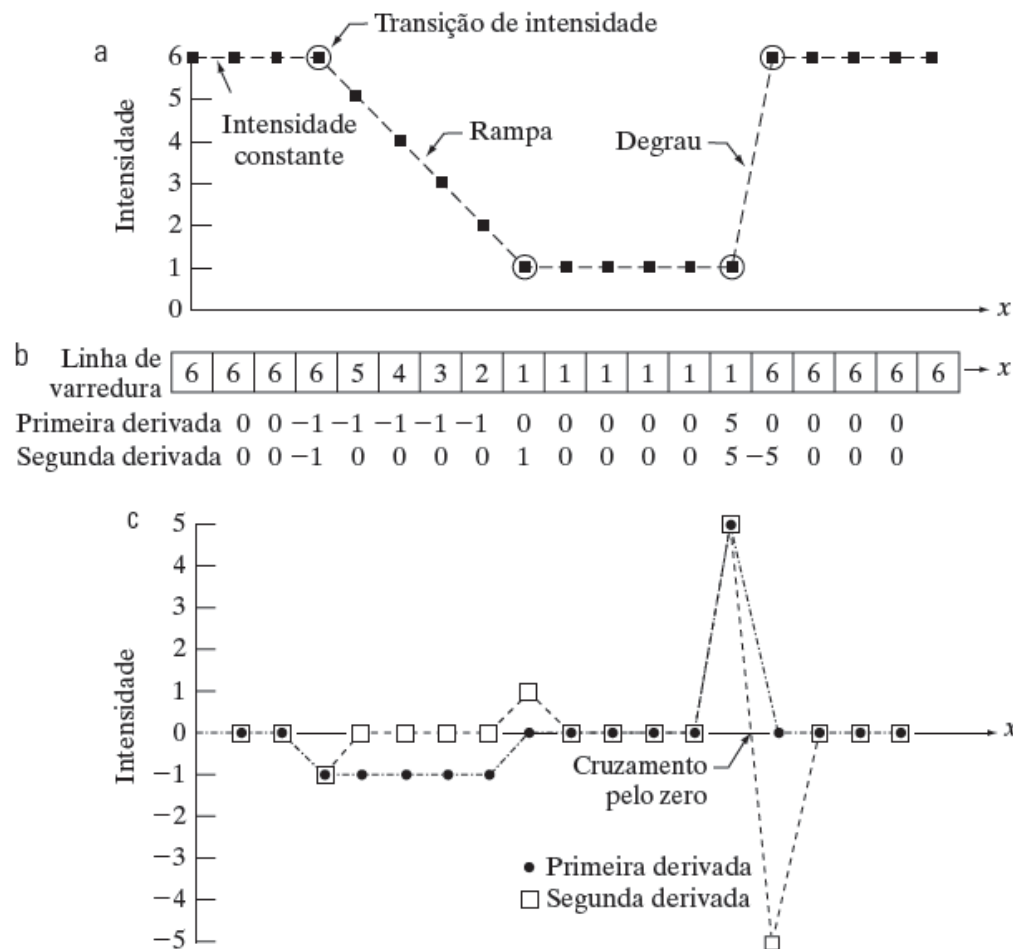 a
Transição de intensidade
6
5
4
3
2
1
0
Intensidade
Intensidade
constante
Rampa
Degrau
x
b
Linha de
varredura
6 6 6 6 5 4 3 2 1 1 1 1 1 1 6 6 6 6 6
x
Primeira derivada 0 0 −1 −1 −1 −1 −1 0 0 0 0 0 5 0 0 0 0
Segunda derivada 0 0 −1 0 0 0 0 1 0 0 0 0 5 −5 0 0 0
c
5
4
3
2
1
0
−1
−2
−3
−4
−5
Intensidade
x
Cruzamento
pelo zero
Primeira derivada
Segunda derivada